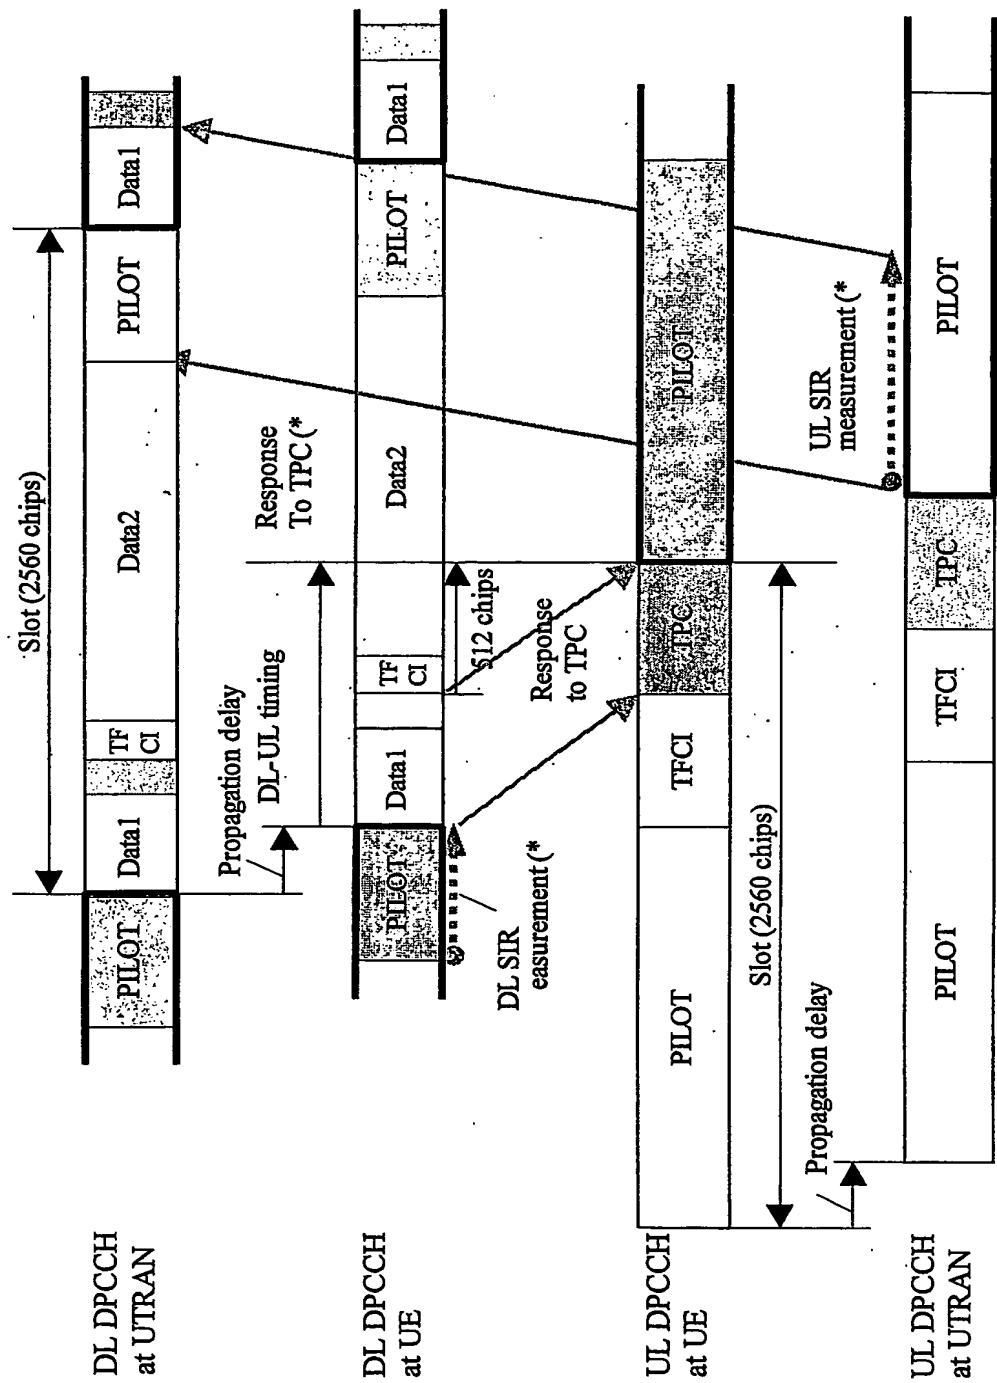 Slot (2560 chips)
DL DPCCH
at UTRAN
PILOT
Data1
TF
CI
Data2
PILOT
Data1
Propagation delay
DL-UL timing
Response
To TPC (*
DL DPCCH
at UE
PILOT
Data1
TF
CI
Data2
PILOT
Data1
512 chips
DL SIR
easurement (*
Response
to TPC
UL DPCCH
at UE
PILOT
TFCI
TPC
PILOT
Slot (2560 chips)
Propagation delay
UL SIR
measurement (*
UL DPCCH
at UTRAN
PILOT
TFCI
TPC
PILOT